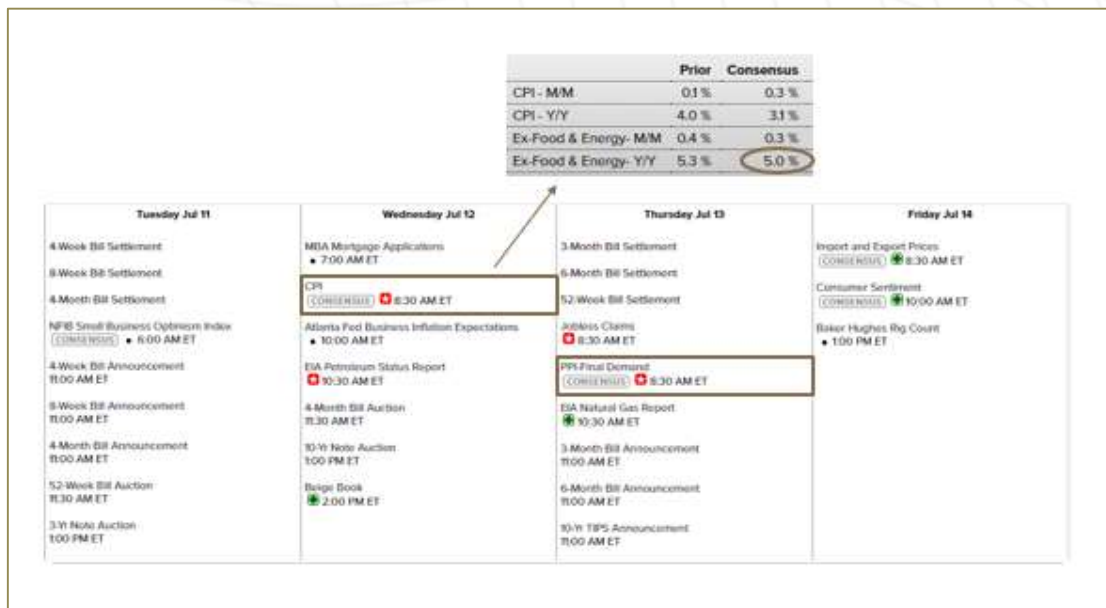 Prior Consensus
CPI - M/M 0.1 % 0.3 %
CPI - Y/Y 4.0 % 3.1 %
Ex-Food & Energy- M/M 0.4 % 0.3 %
Ex-Food & Energy- Y/Y 5.3 % 5.0 %
Tuesday Jul 11
4-Week Bill Settlement
8-Week Bill Settlement
4-Month Bill Settlement
NFIB Small Business Optimism Index
CONSENSUS • 6:00 AM ET
4-Week Bill Announcement
11:00 AM ET
8-Week Bill Announcement
11:00 AM ET
4-Month Bill Announcement
11:00 AM ET
52-Week Bill Auction
11:30 AM ET
3-Yr Note Auction
1:00 PM ET
Wednesday Jul 12
MBA Mortgage Applications
• 7:00 AM ET
CPI
CONSENSUS 8:30 AM ET
Atlanta Fed Business Inflation Expectations
• 10:00 AM ET
EIA Petroleum Status Report
10:30 AM ET
4-Month Bill Auction
11:30 AM ET
10-Yr Note Auction
1:00 PM ET
Beige Book
2:00 PM ET
Thursday Jul 13
3-Month Bill Settlement
6-Month Bill Settlement
52-Week Bill Settlement
Jobless Claims
8:30 AM ET
PPI-Final Demand
CONSENSUS 8:30 AM ET
EIA Natural Gas Report
10:30 AM ET
3-Month Bill Announcement
11:00 AM ET
6-Month Bill Announcement
11:00 AM ET
10-Yr TIPS Announcement
11:00 AM ET
Friday Jul 14
Import and Export Prices
CONSENSUS 8:30 AM ET
Consumer Sentiment
CONSENSUS 10:00 AM ET
Baker Hughes Rig Count
• 1:00 PM ET